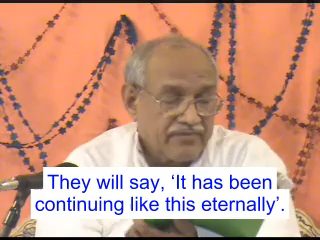 They will say, ‘It has been
continuing like this eternally’.